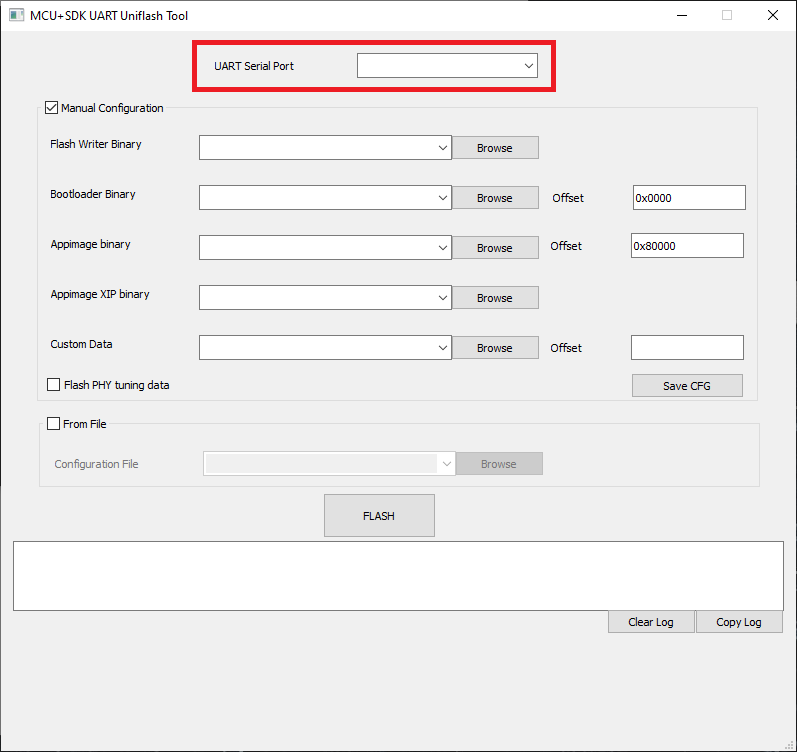 MCU+SDK UART Uniflash Tool
UART Serial Port
Manual Configuration
Flash Writer Binary
Browse
Bootloader Binary
Browse
Offset
0x0000
Appimage binary
Browse
Offset
0x80000
Appimage XIP binary
Browse
Custom Data
Browse
Offset
Flash PHY tuning data
Save CFG
From File
Configuration File
Browse
FLASH
Clear Log
Copy Log